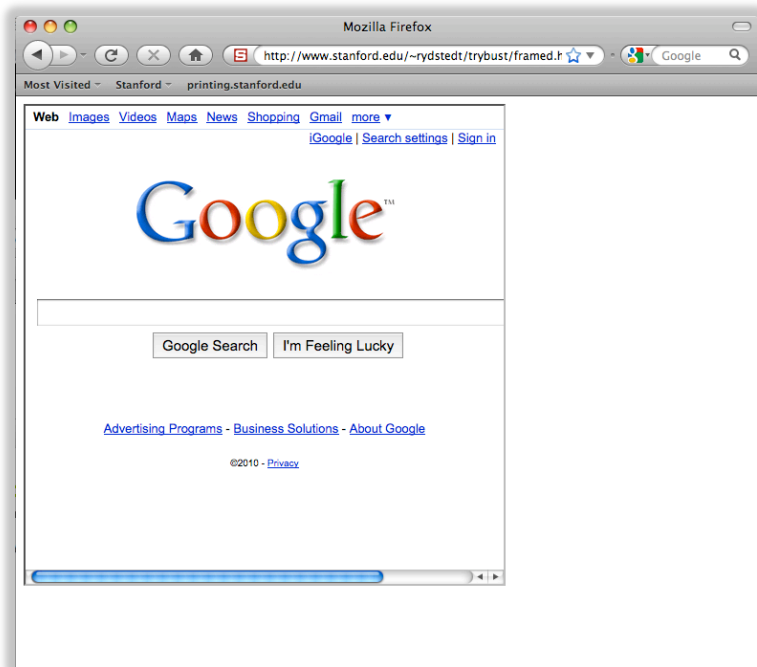 Mozilla Firefox
http://www.stanford.edu/~rydstedt/trybust/framed.h Google
Most Visited Stanford printing.stanford.edu
Web Images Videos Maps News Shopping Gmail more ▼
iGoogle | Search settings | Sign in
Google™
Google Search I'm Feeling Lucky
Advertising Programs - Business Solutions - About Google
©2010 - Privacy